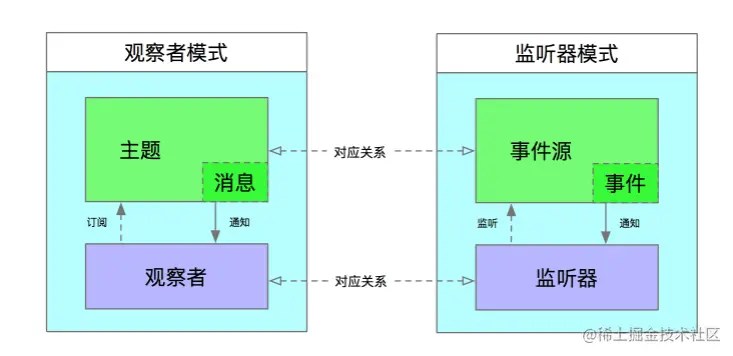 观察者模式
主题
消息
订阅
通知
观察者
对应关系
对应关系
监听器模式
事件源
事件
监听
通知
监听器
@稀土掘金技术社区